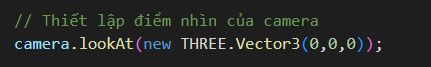 // Thiết lập điểm nhìn của camera
camera.lookAt(new THREE.Vector3(0,0,0));